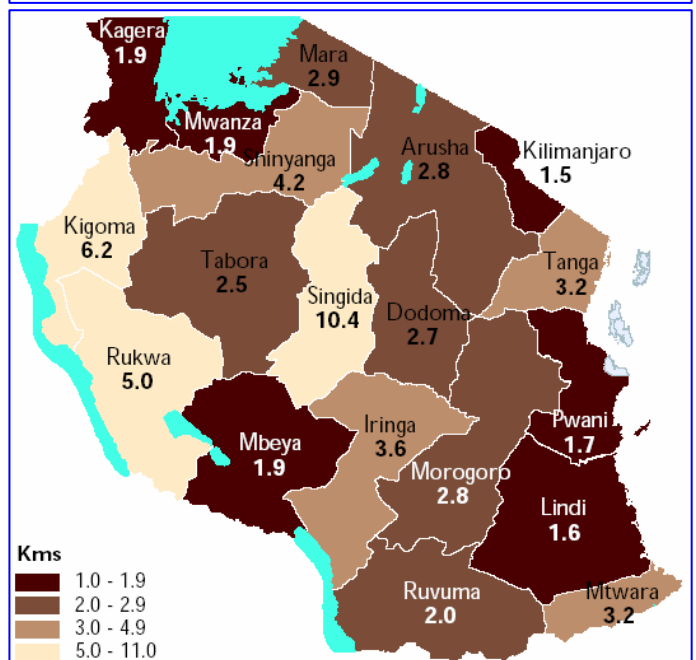 Kagera
1.9
Mara
2.9
Mwanza
1.9
Shinyanga
4.2
Arusha
2.8
Kilimanjaro
1.5
Kigoma
6.2
Tabora
2.5
Singida
10.4
Dodoma
2.7
Tanga
3.2
Rukwa
5.0
Mbeya
1.9
Iringa
3.6
Morogoro
2.8
Pwani
1.7
Lindi
1.6
Ruvuma
2.0
Mtwara
3.2
Kms
1.0 - 1.9
2.0 - 2.9
3.0 - 4.9
5.0 - 11.0